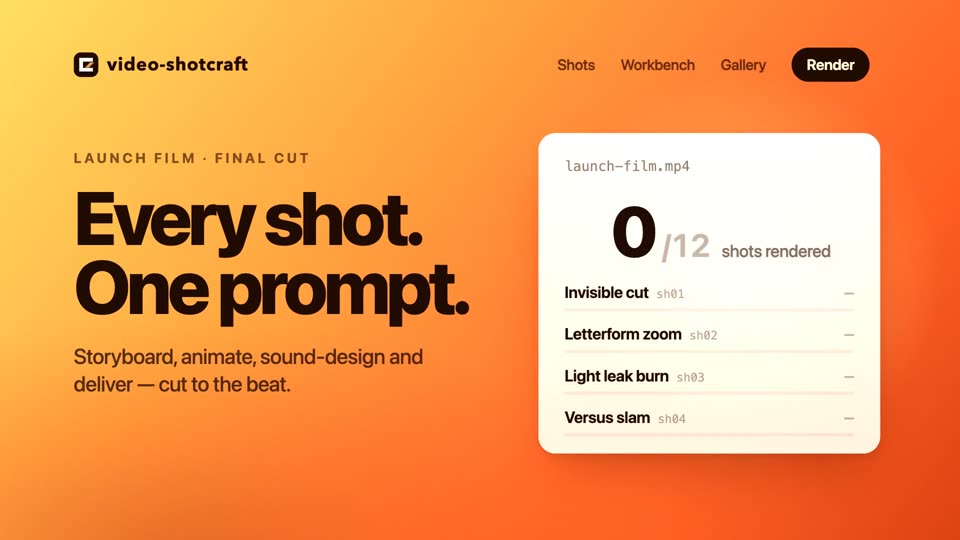 video-shotcraft
Shots Workbench Gallery Render
LAUNCH FILM · FINAL CUT
Every shot.
One prompt.
Storyboard, animate, sound-design and
deliver — cut to the beat.
launch-film.mp4
0/12 shots rendered
Invisible cut sh01 —
Letterform zoom sh02 —
Light leak burn sh03 —
Versus slam sh04 —